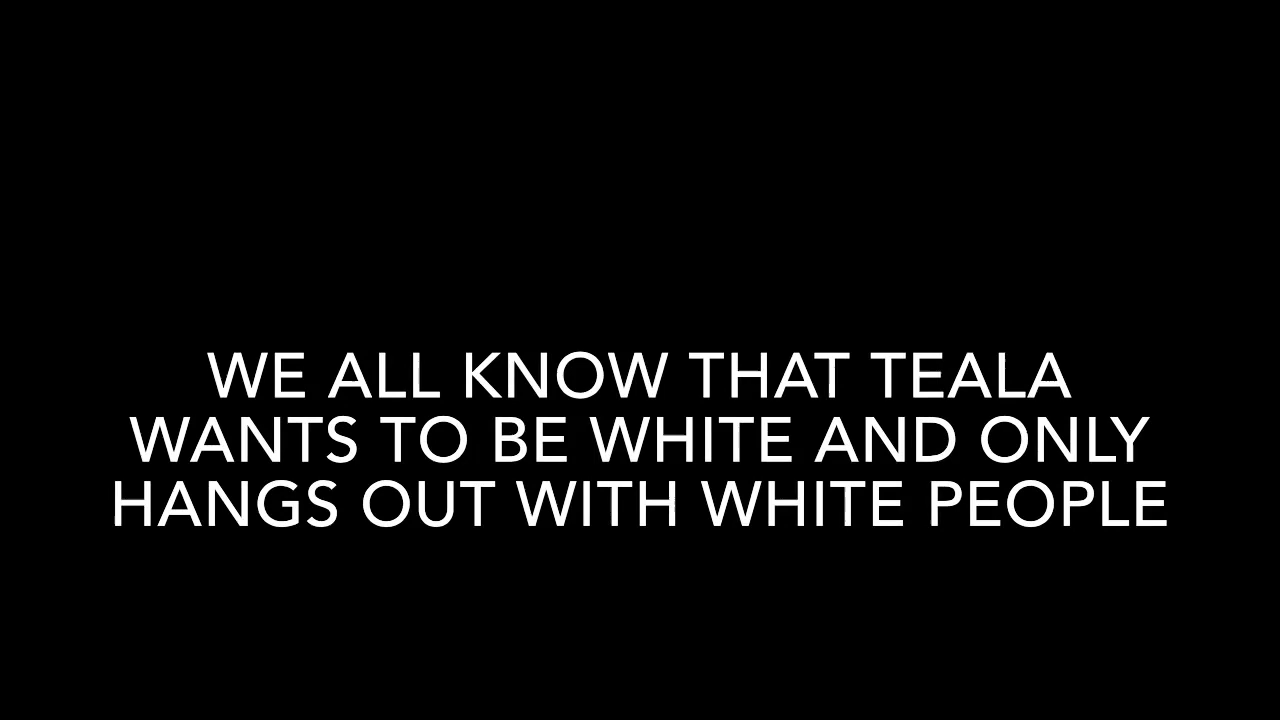 WE ALL KNOW THAT TEALA
WANTS TO BE WHITE AND ONLY
HANGS OUT WITH WHITE PEOPLE